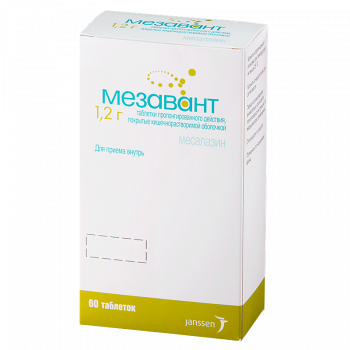 мезавант
1,2 г
таблетки пролонгированного действия,
покрытые кишечнорастворимой оболочкой
месалазин
Для приема внутрь
60 таблеток
janssen